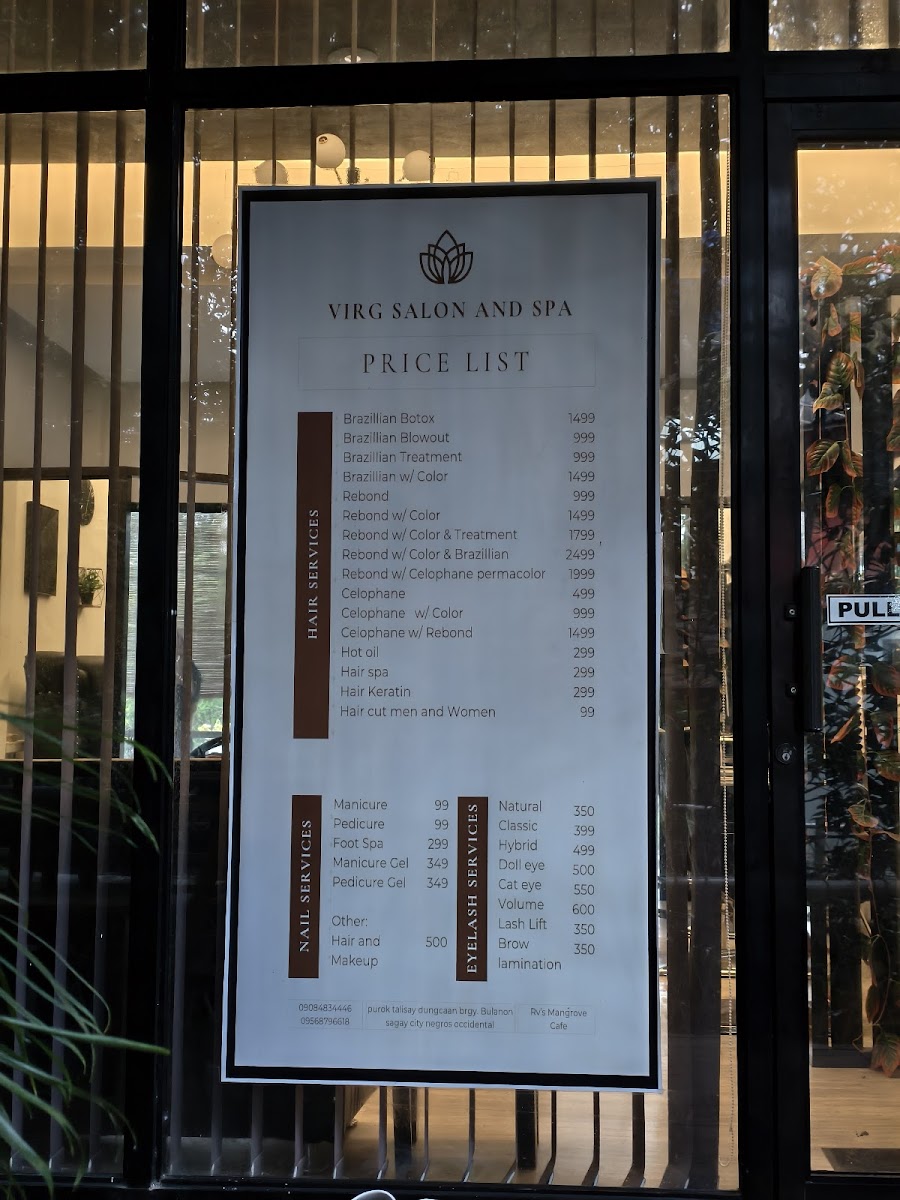 VIRG SALON AND SPA
PRICE LIST
HAIR SERVICES
Brazillian Botox 1499
Brazillian Blowout 999
Brazillian Treatment 999
Brazillian w/ Color 1499
Rebond 999
Rebond w/ Color 1499
Rebond w/ Color & Treatment 1799
Rebond w/ Color & Brazillian 2499
Rebond w/ Celophane permacolor 1999
Celophane 499
Celophane w/ Color 999
Celophane w/ Rebond 1499
Hot oil 299
Hair spa 299
Hair Keratin 299
Hair cut men and Women 99
NAIL SERVICES
Manicure 99
Pedicure 99
Foot Spa 299
Manicure Gel 349
Pedicure Gel 349
Other:
Hair and 500
Makeup
EYELASH SERVICES
Natural 350
Classic 399
Hybrid 499
Doll eye 500
Cat eye 550
Volume 600
Lash Lift 350
Brow 350
lamination
09084834446
09568796618
purok talisay dungcaan brgy. Bulanon
sagay city negros occidental
Rv's Mangrove
Cafe
PULL